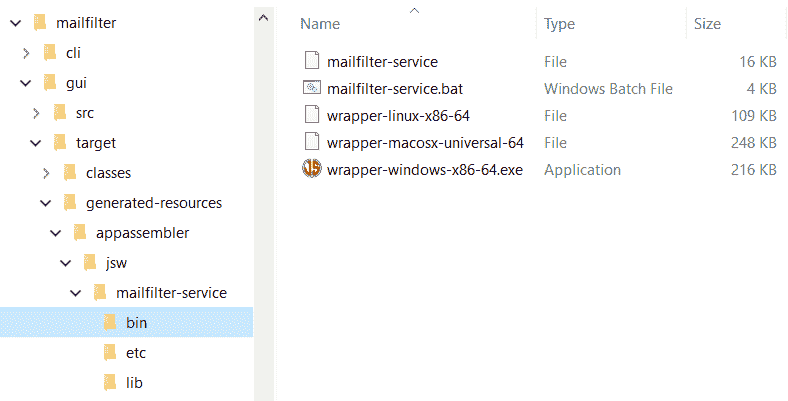 mailfilter
cli
gui
src
target
classes
generated-resources
appassembler
jsw
mailfilter-service
bin
etc
lib
Name Type Size
mailfilter-service File 16 KB
mailfilter-service.bat Windows Batch File 4 KB
wrapper-linux-x86-64 File 109 KB
wrapper-macosx-universal-64 File 248 KB
wrapper-windows-x86-64.exe Application 216 KB